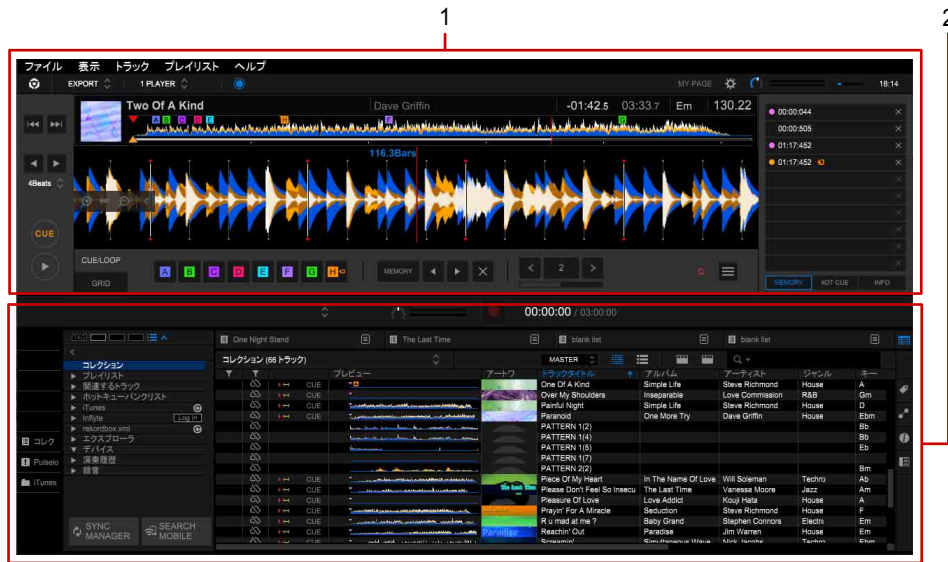 1
2
ファイル 表示 トラック プレイリスト ヘルプ
EXPORT 1 PLAYER MY PAGE 18:14
Two Of A Kind Dave Griffin -01:42.5 03:33.7 Em 130.22
A B C D E H F G
116.3Bars
4Beats
CUE
CUE/LOOP
GRID
A B C D E F G H
MEMORY 2
00:00:044
00:00:505
01:17:452
01:17:452
MEMORY HOT CUE INFO
00:00:00 / 03:00:00
One Night Stand The Last Time blank list blank list
コレクション
プレイリスト
関連するトラック
ホットキューバンクリスト
iTunes
Inflyte Log in
rekordbox xml
エクスプローラ
デバイス
演奏履歴
録音
コレク
Pulselo
iTunes
SYNC MANAGER
SEARCH MOBILE
コレクション (66 トラック) MASTER
プレビュー アートワ トラックタイトル アルバム アーティスト ジャンル キー
CUE One Of A Kind Simple Life Steve Richmond House A
CUE Over My Shoulders Inseparable Love Commission R&B Gm
CUE Painful Night Simple Life Steve Richmond House D
CUE Paranoid One More Try Dave Griffin House Ebm
PATTERN 1(2) Bb
PATTERN 1(4) Bb
PATTERN 1(5) Eb
PATTERN 1(7)
PATTERN 2(2) Bm
CUE Piece Of My Heart In The Name Of Love Will Soleman Techno Ab
CUE The Last Time Please Don't Feel So Insecu The Last Time Vanessa Moore Jazz Am
CUE Pleasure Of Love Love Addict Kouji Hata House A
CUE Prayin' For A Miracle Seduction Steve Richmond House F
CUE R u mad at me ? Baby Grand Stephen Connors Electro Em
CUE Paradise Reachin' Out Paradise Jim Warren House Em
CUE Screamin' Simultaneous Wave Nick Jacobs Techno Ebm